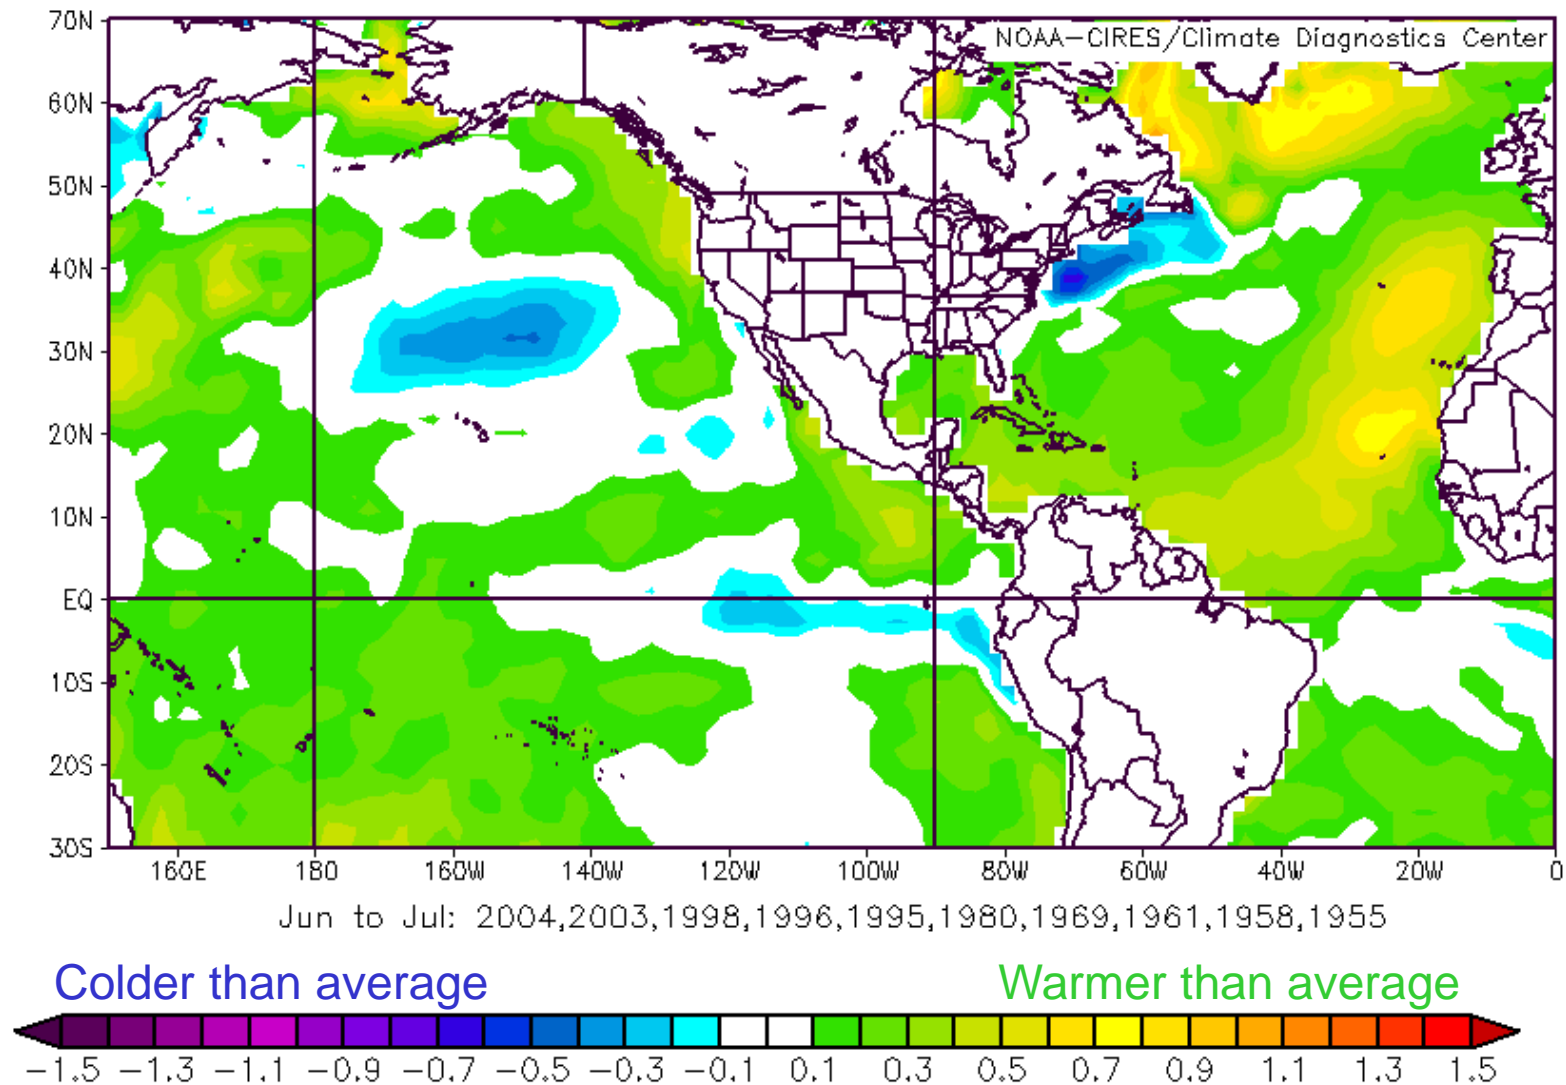 70N
NOAA-CIRES/Climate Diagnostics Center
60N
50N
40N
30N
20N
10N
EQ
10S
20S
30S
160E 180 160W 140W 120W 100W 80W 60W 40W 20W 0
Jun to Jul: 2004,2003,1998,1996,1995,1980,1969,1961,1958,1955
Colder than average Warmer than average
-1.5 -1.3 -1.1 -0.9 -0.7 -0.5 -0.3 -0.1 0.1 0.3 0.5 0.7 0.9 1.1 1.3 1.5